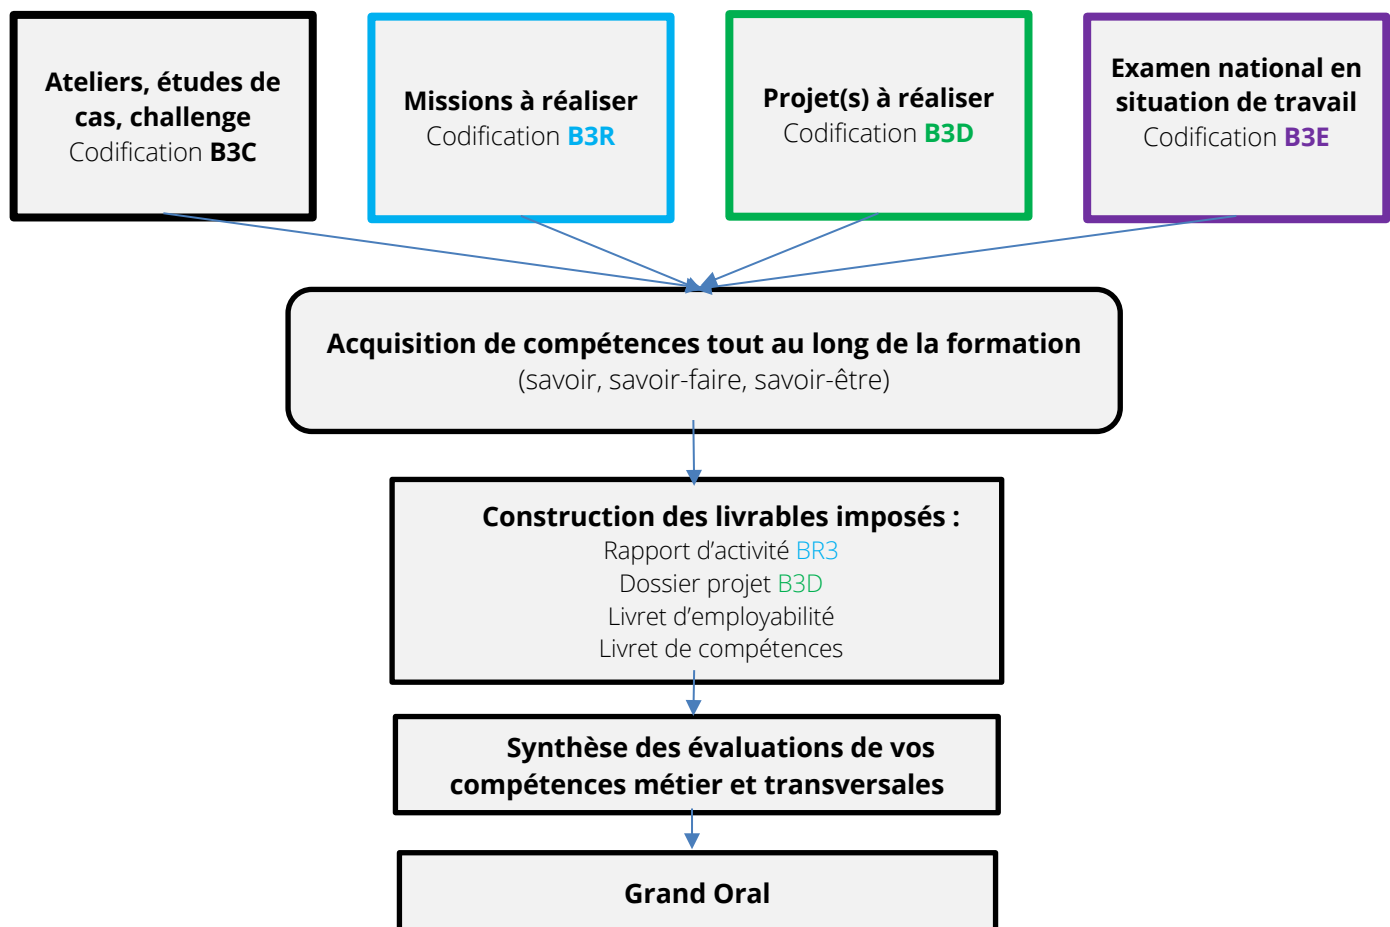 Ateliers, études de
cas, challenge
Codification B3C
Missions à réaliser
Codification B3R
Projet(s) à réaliser
Codification B3D
Examen national en
situation de travail
Codification B3E
Acquisition de compétences tout au long de la formation
(savoir, savoir-faire, savoir-être)
Construction des livrables imposés :
Rapport d’activité BR3
Dossier projet B3D
Livret d’employabilité
Livret de compétences
Synthèse des évaluations de vos
compétences métier et transversales
Grand Oral